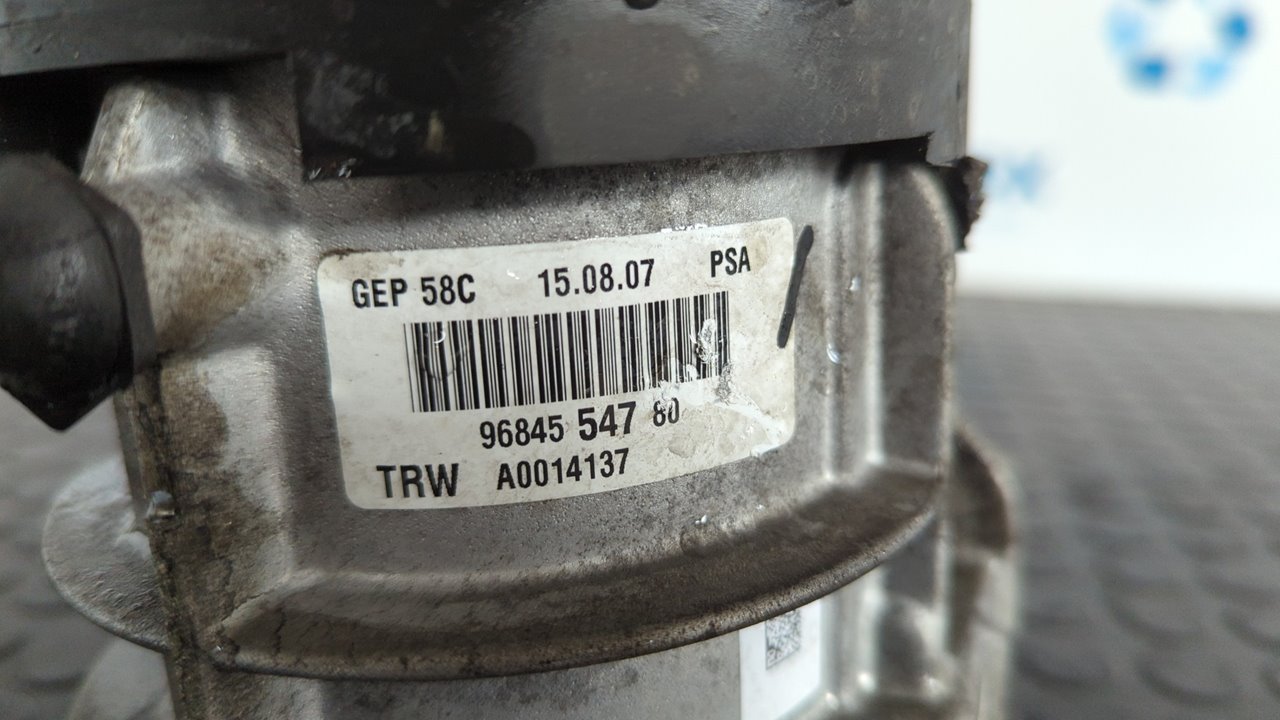 GEP 58C 15.08.07 PSA
96845 547 80
TRW A0014137